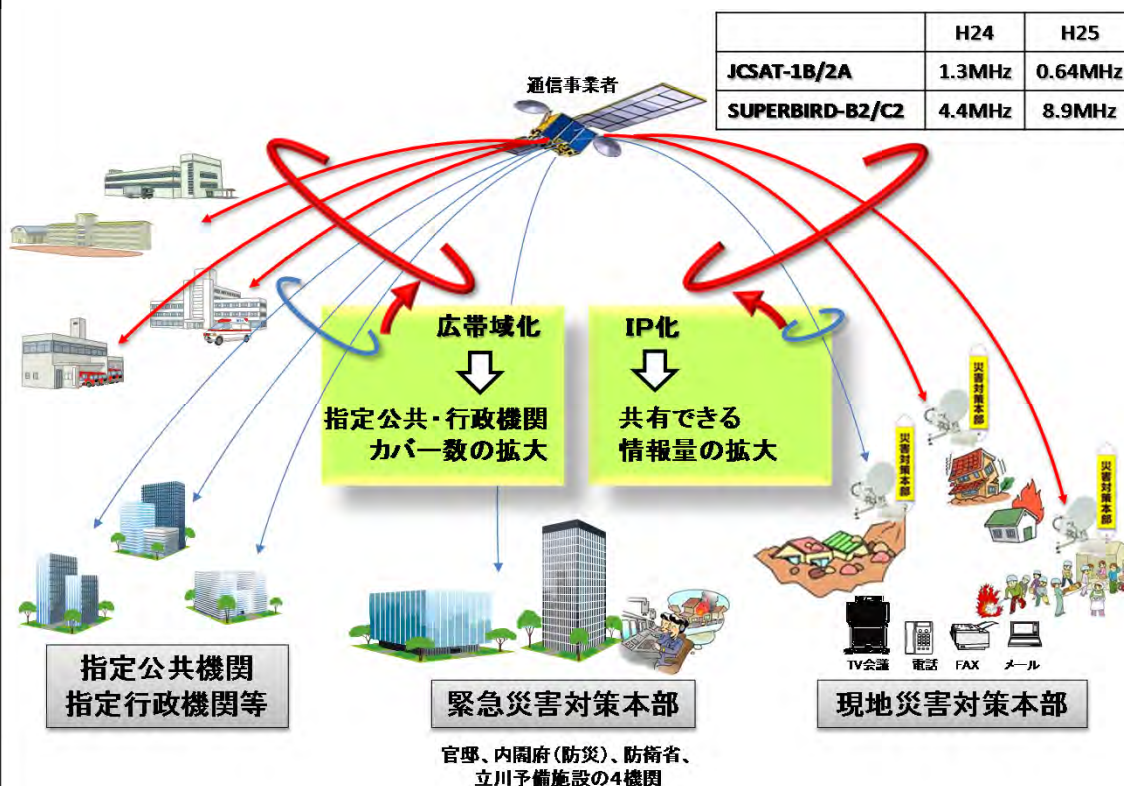 H24 H25
JCSAT-1B/2A 1.3MHz 0.64MHz
SUPERBIRD-B2/C2 4.4MHz 8.9MHz
通信事業者
広帯域化
指定公共・行政機関
カバー数の拡大
IP化
共有できる
情報量の拡大
災害対策本部
災害対策本部
災害対策本部
TV会議 電話 FAX メール
指定公共機関
指定行政機関等
緊急災害対策本部
現地災害対策本部
官邸、内閣府（防災）、防衛省、
立川予備施設の4機関